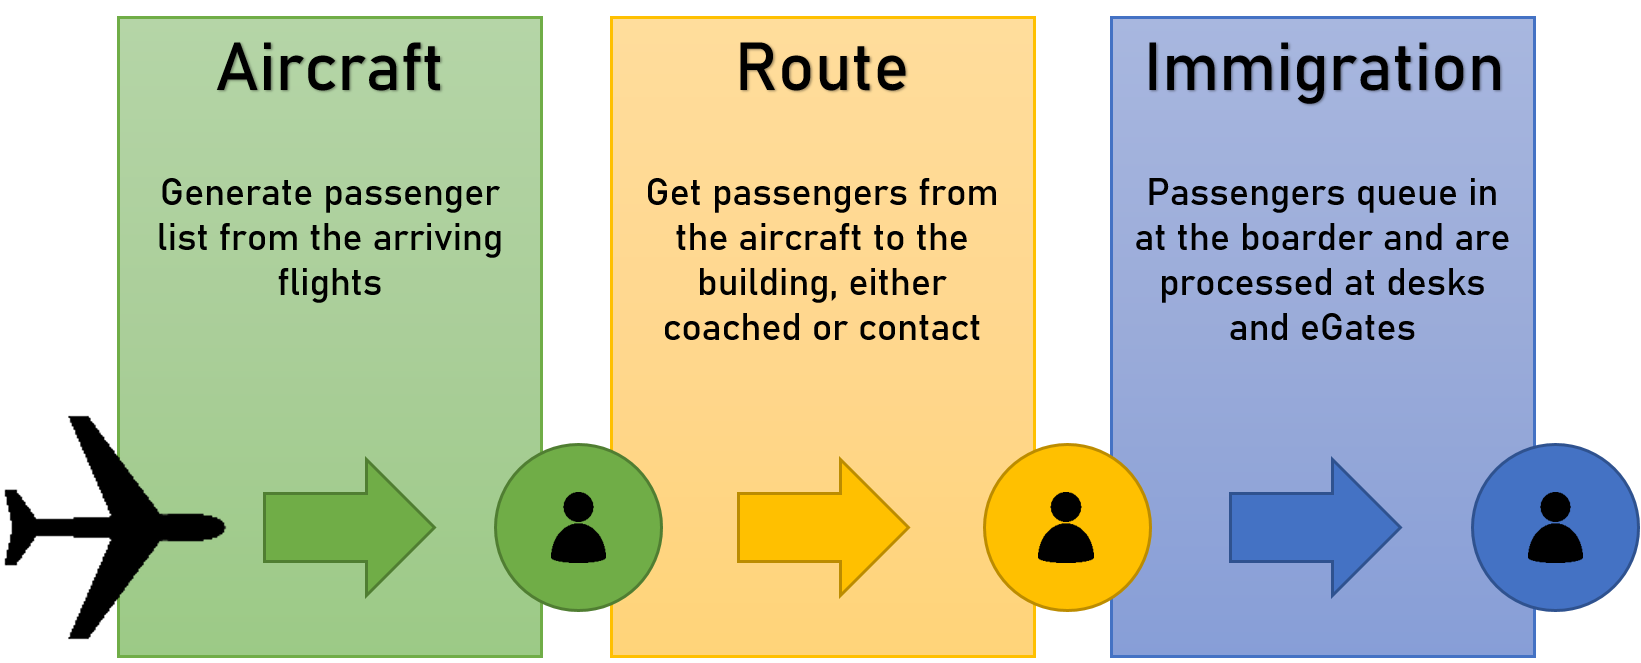 Aircraft
Generate passenger
list from the arriving
flights
Route
Get passengers from
the aircraft to the
building, either
coached or contact
Immigration
Passengers queue in
at the boarder and are
processed at desks
and eGates